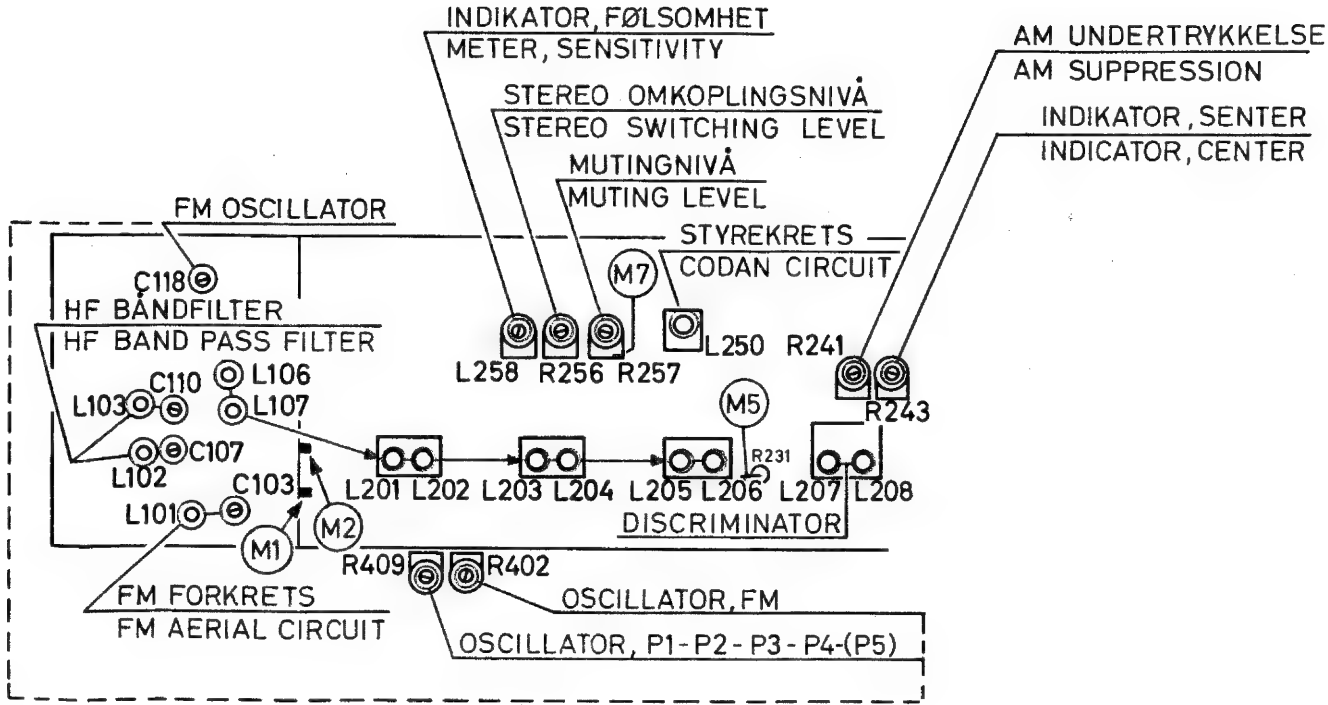 INDIKATOR, FØLSOMHET
METER, SENSITIVITY
AM UNDERTRYKKELSE
AM SUPPRESSION
STEREO OMKOPLINGSNIVÅ
STEREO SWITCHING LEVEL
INDIKATOR, SENTER
INDICATOR, CENTER
MUTINGNIVÅ
MUTING LEVEL
FM OSCILLATOR
STYREKRETS
CODAN CIRCUIT
M7
C118
HF BÅNDFILTER
HF BAND PASS FILTER
L258 R256 R257
L250 R241
L106
C110
L103
L107
R243
M5
C107
L102
R231
L201 L202 L203 L204 L205 L206 L207 L208
C103
L101
M2
M1
DISCRIMINATOR
R409 R402
FM FORKRETS
FM AERIAL CIRCUIT
OSCILLATOR, FM
OSCILLATOR, P1-P2-P3-P4-(P5)